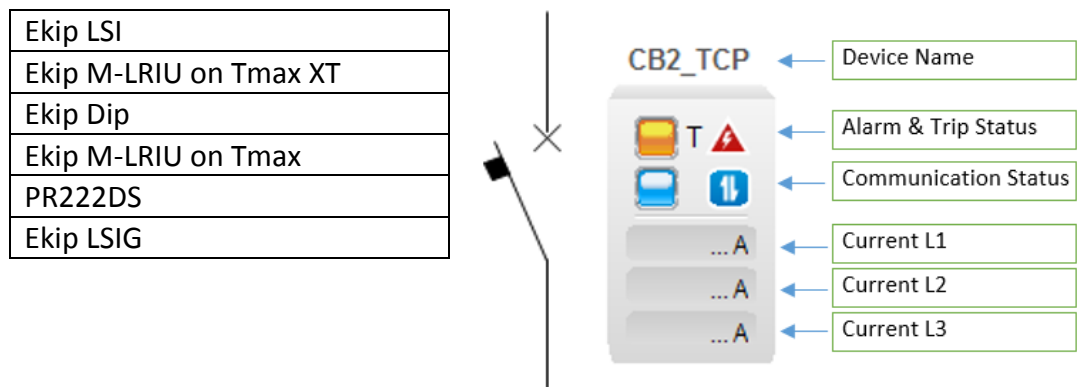 Ekip LSI
Ekip M-LRIU on Tmax XT
Ekip Dip
Ekip M-LRIU on Tmax
PR222DS
Ekip LSIG
CB2_TCP
Device Name
T
Alarm & Trip Status
Communication Status
... A
Current L1
... A
Current L2
... A
Current L3